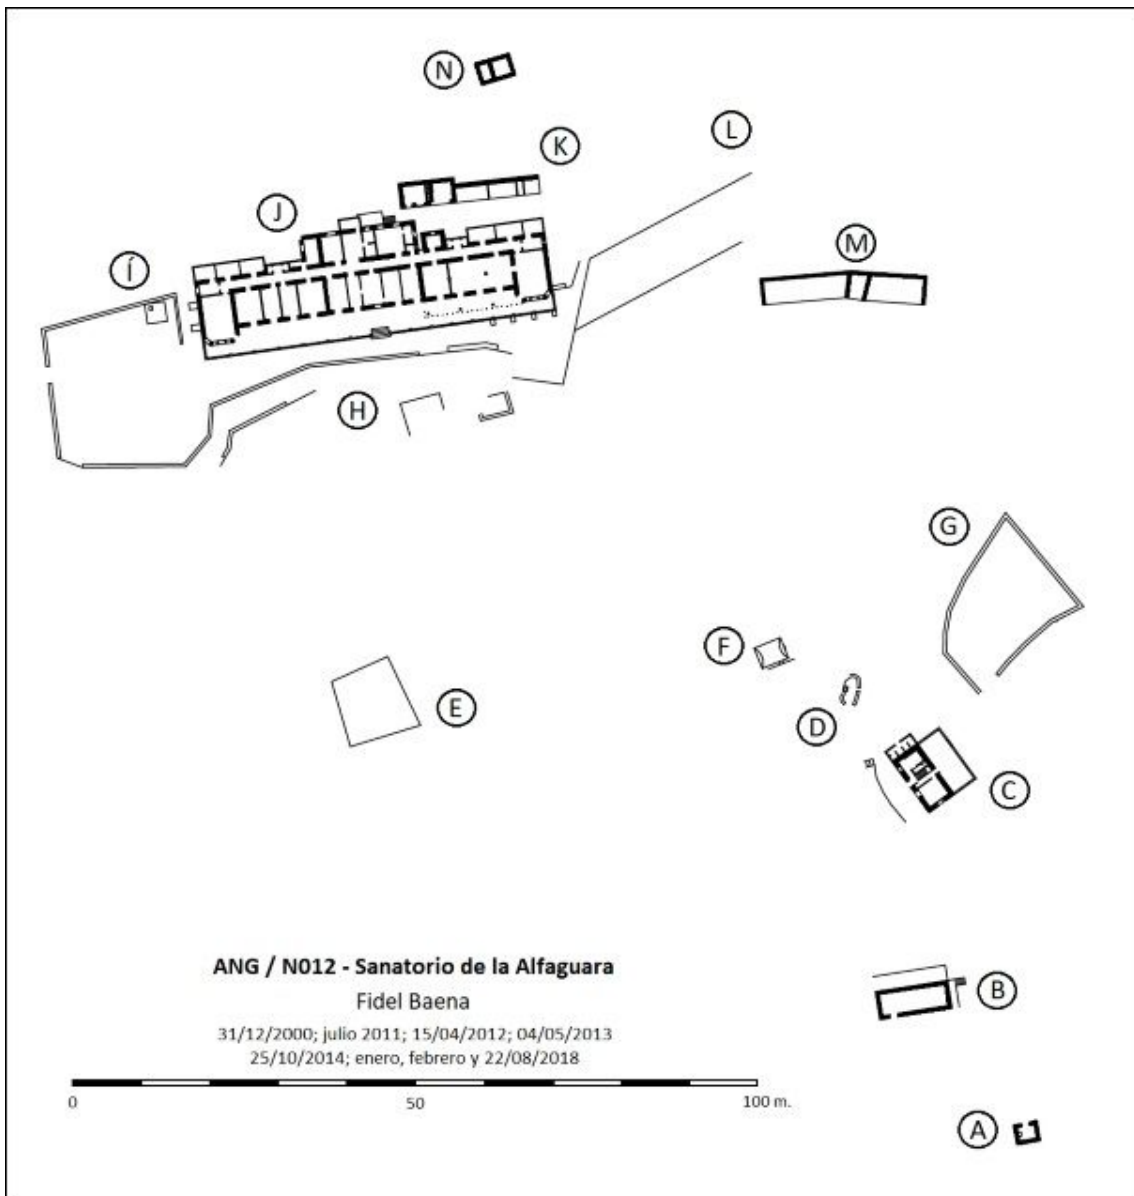 N
K
L
J
M
Í
H
G
F
E
D
C
ANG / N012 - Sanatorio de la Alfaguara
Fidel Baena
31/12/2000; julio 2011; 15/04/2012; 04/05/2013
25/10/2014; enero, febrero y 22/08/2018
B
0 50 100 m.
A